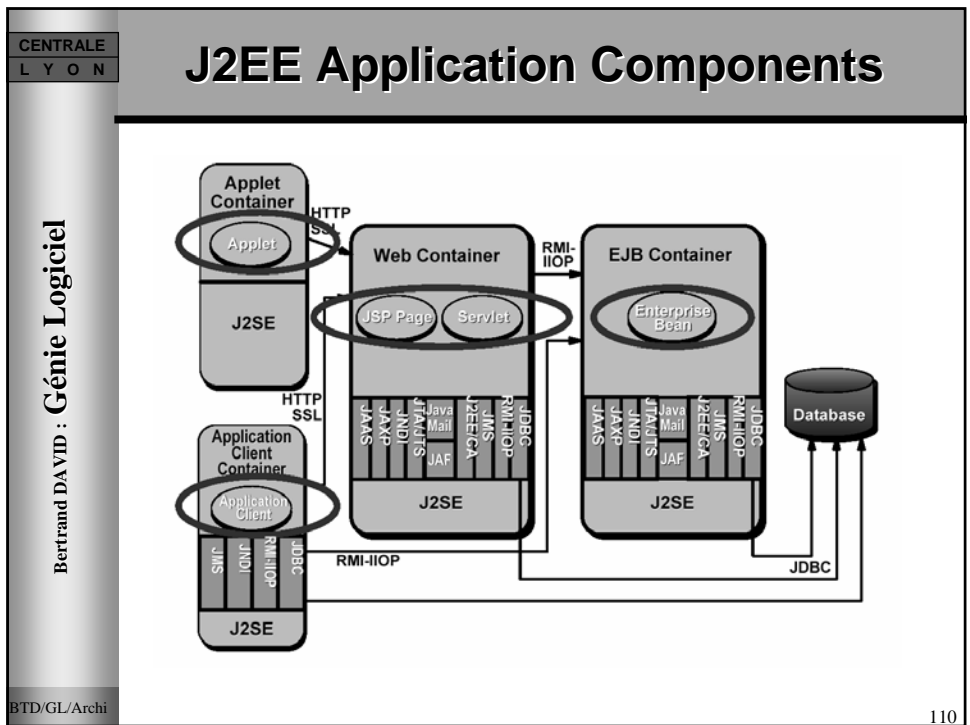 CENTRALE
L Y O N
J2EE Application Components
Bertrand DAVID : Génie Logiciel
Applet
Container
Applet
J2SE
HTTP
SSL
Web Container
JSP Page
Servlet
JAAS
JAXP
JNDI
JTA/JTS
Java
Mail
JAF
J2EE/CA
JMS
RMI-IIOP
JDBC
J2SE
RMI-
IIOP
EJB Container
Enterprise
Bean
JAAS
JAXP
JNDI
JTA/JTS
Java
Mail
JAF
J2EE/CA
JMS
RMI-IIOP
JDBC
J2SE
Database
HTTP
SSL
Application
Client
Container
Application
Client
JMS
JNDI
RMI-IIOP
JDBC
J2SE
RMI-IIOP
JDBC
BTD/GL/Archi
110